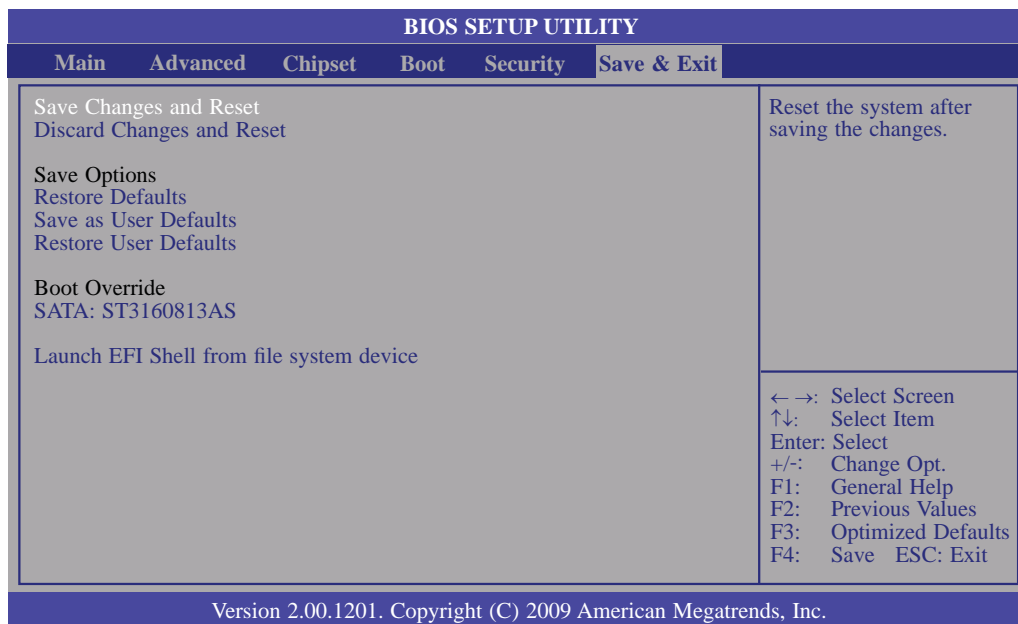 BIOS SETUP UTILITY
Main Advanced Chipset Boot Security Save & Exit
Save Changes and Reset
Discard Changes and Reset
Save Options
Restore Defaults
Save as User Defaults
Restore User Defaults
Boot Override
SATA: ST3160813AS
Launch EFI Shell from file system device
Reset the system after
saving the changes.
← →: Select Screen
↑↓: Select Item
Enter: Select
+/-: Change Opt.
F1: General Help
F2: Previous Values
F3: Optimized Defaults
F4: Save ESC: Exit
Version 2.00.1201. Copyright (C) 2009 American Megatrends, Inc.